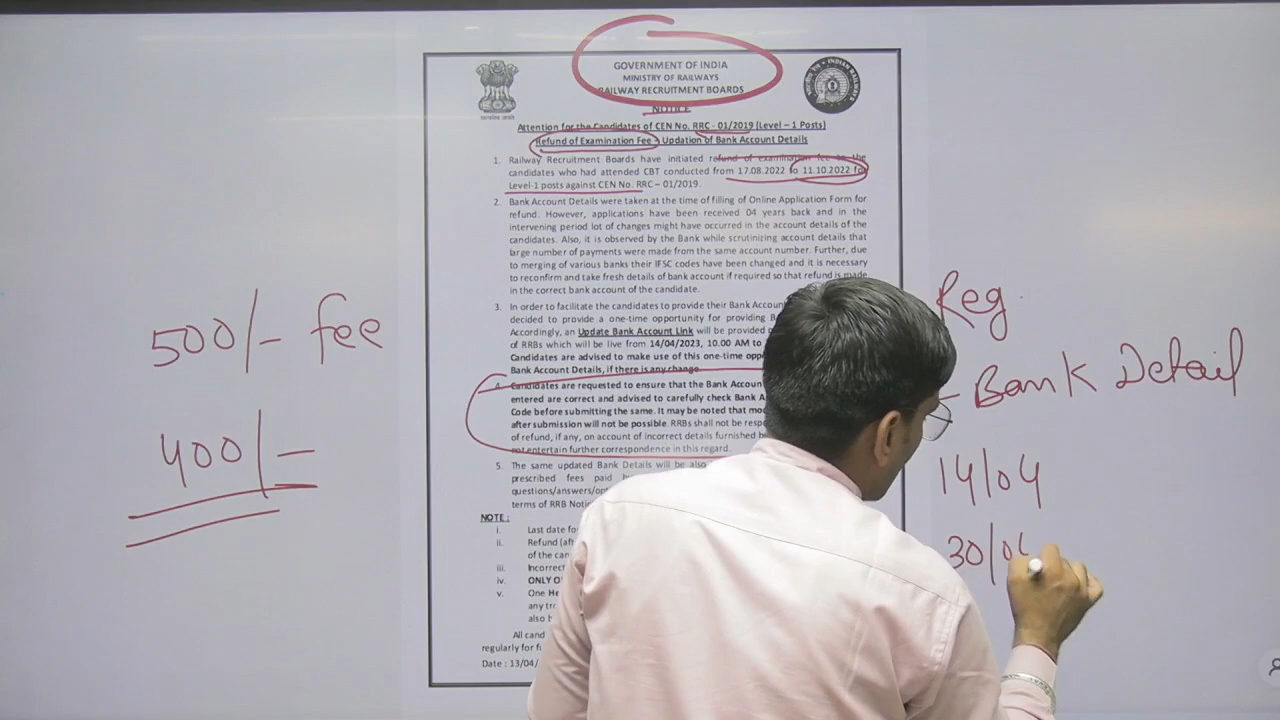 GOVERNMENT OF INDIA
MINISTRY OF RAILWAYS
RAILWAY RECRUITMENT BOARDS
NOTICE
Attention for the Candidates of CEN No. RRC - 01/2019 (Level – 1 Posts)
Refund of Examination Fee - Updation of Bank Account Details
1. Railway Recruitment Boards have initiated refund of examination fee to the
candidates who had attended CBT conducted from 17.08.2022 to 11.10.2022 for
Level-1 posts against CEN No. RRC – 01/2019.
2. Bank Account Details were taken at the time of filling of Online Application Form for
refund. However, applications have been received 04 years back and in the
intervening period lot of changes might have occurred in the account details of the
candidates. Also, it is observed by the Bank while scrutinizing account details that
large number of payments were made from the same account number. Further, due
to merging of various banks their IFSC codes have been changed and it is necessary
to reconfirm and take fresh details of bank account if required so that refund is made
in the correct bank account of the candidate.
3. In order to facilitate the candidates to provide their Bank
decided to provide a one-time opportunity for providing
Accordingly, an Update Bank Account Link will be provided
of RRBs which will be live from 14/04/2023, 10.00 AM to
Candidates are advised to make use of this one-time
Bank Account Details, if there is any change.
4. Candidates are requested to ensure that the Bank
entered are correct and advised to carefully check Bank
Code before submitting the same. It may be noted that
after submission will not be possible. RRBs shall not be
of refund, if any, on account of incorrect details furnished
not entertain further correspondence in this regard.
5. The same updated Bank Details will be
prescribed fees paid
terms of RRB
NOTE :
i. Last date
ii. Refund
of the
iii. Incorrect
iv. ONLY
v. One
any
also
All
regularly for
Date : 13/04/
500/- fee
400/-
Reg.
- Bank Detail
14/04
30/04